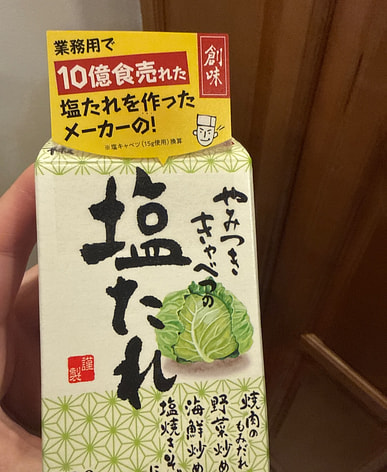 業務用で
10億食売れた
塩たれを作った
メーカーの!
※塩キャベツ(15g使用)換算
創味
やみつき
きゃべつの
塩たれ
謹製
焼肉の
もみだれ
野菜炒め
海鮮炒め
塩焼きそ